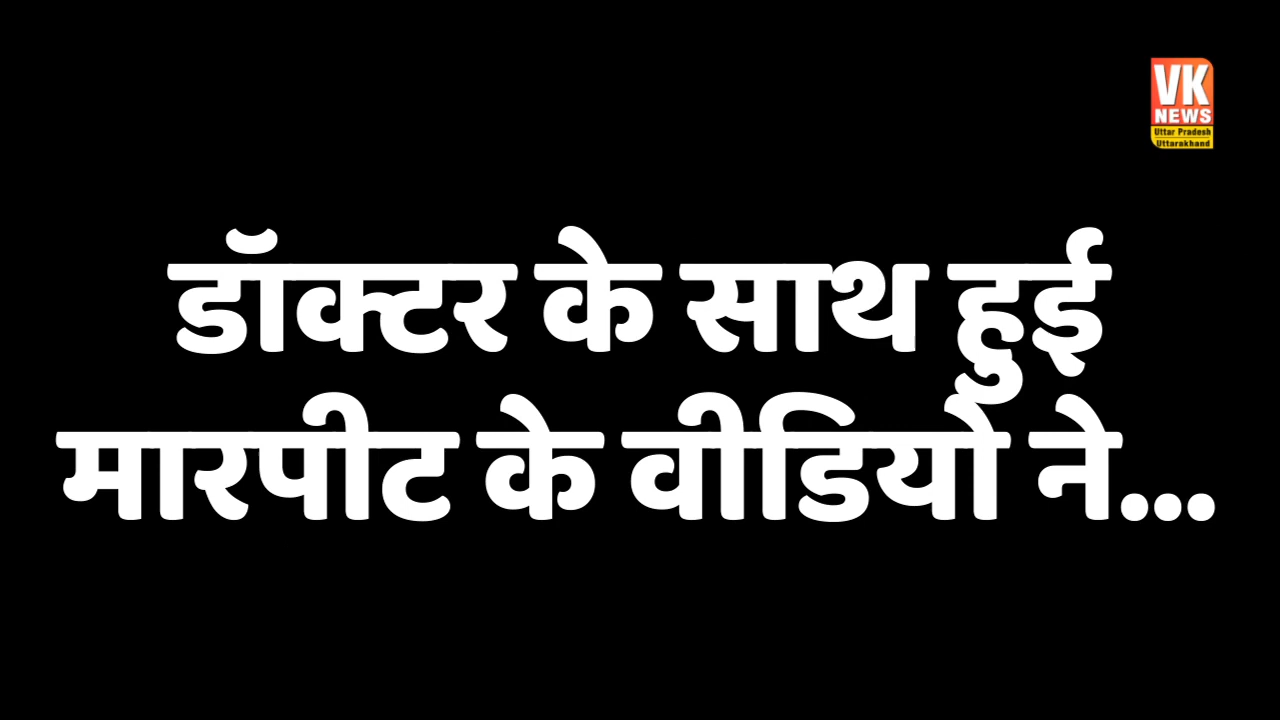 VK
NEWS
Uttar Pradesh
Uttarakhand
डॉक्टर के साथ हुई
मारपीट के वीडियो ने...